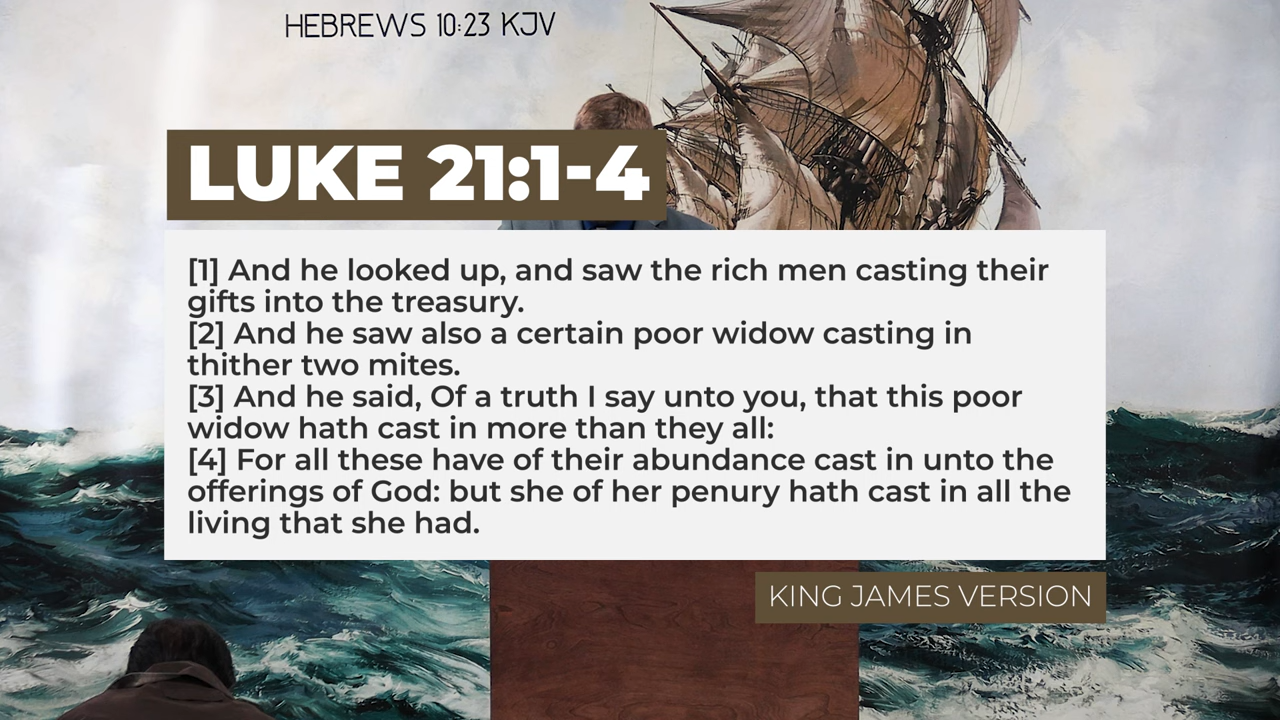 HEBREWS 10:23 KJV
LUKE 21:1-4
[1] And he looked up, and saw the rich men casting their
gifts into the treasury.
[2] And he saw also a certain poor widow casting in
thither two mites.
[3] And he said, Of a truth I say unto you, that this poor
widow hath cast in more than they all:
[4] For all these have of their abundance cast in unto the
offerings of God: but she of her penury hath cast in all the
living that she had.
KING JAMES VERSION